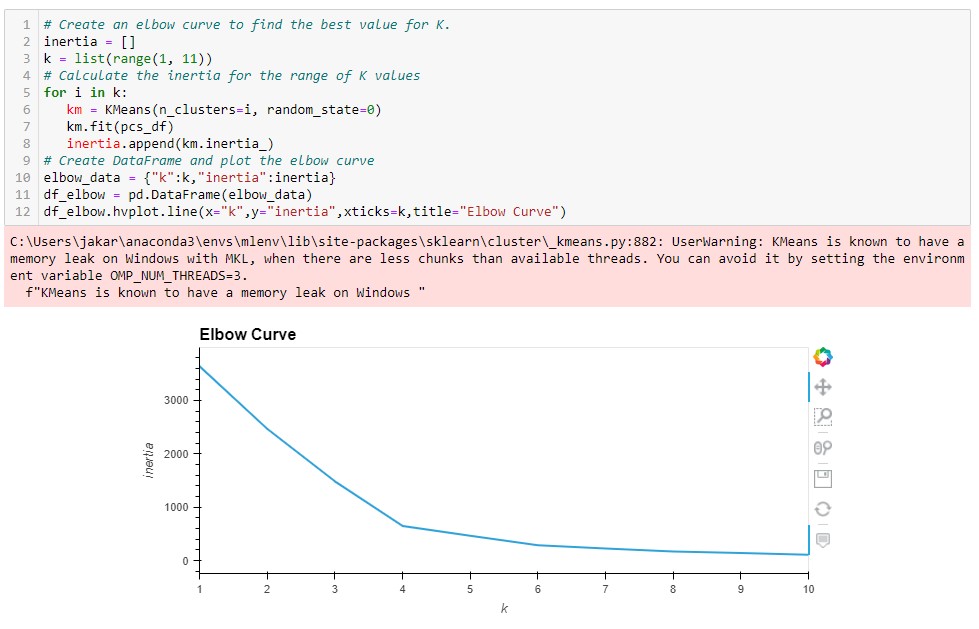 1 # Create an elbow curve to find the best value for K.
2 inertia = []
3 k = list(range(1, 11))
4 # Calculate the inertia for the range of K values
5 for i in k:
6    km = KMeans(n_clusters=i, random_state=0)
7    km.fit(pcs_df)
8    inertia.append(km.inertia_)
9 # Create DataFrame and plot the elbow curve
10 elbow_data = {"k":k,"inertia":inertia}
11 df_elbow = pd.DataFrame(elbow_data)
12 df_elbow.hvplot.line(x="k",y="inertia",xticks=k,title="Elbow Curve")
C:\Users\jakar\anaconda3\envs\mlenv\lib\site-packages\sklearn\cluster\_kmeans.py:882: UserWarning: KMeans is known to have a
memory leak on Windows with MKL, when there are less chunks than available threads. You can avoid it by setting the environm
ent variable OMP_NUM_THREADS=3.
  f"KMeans is known to have a memory leak on Windows "
Elbow Curve
3000
2000
1000
0
inertia
1 2 3 4 5 6 7 8 9 10
k